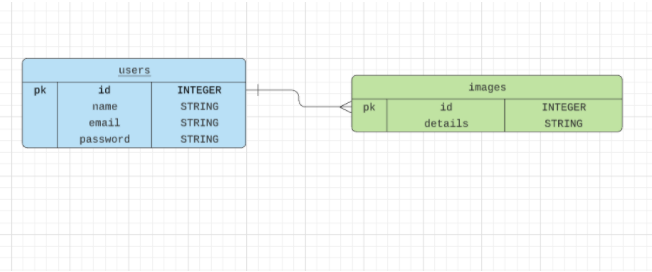 users
pk id INTEGER
name STRING
email STRING
password STRING
images
pk id INTEGER
details STRING